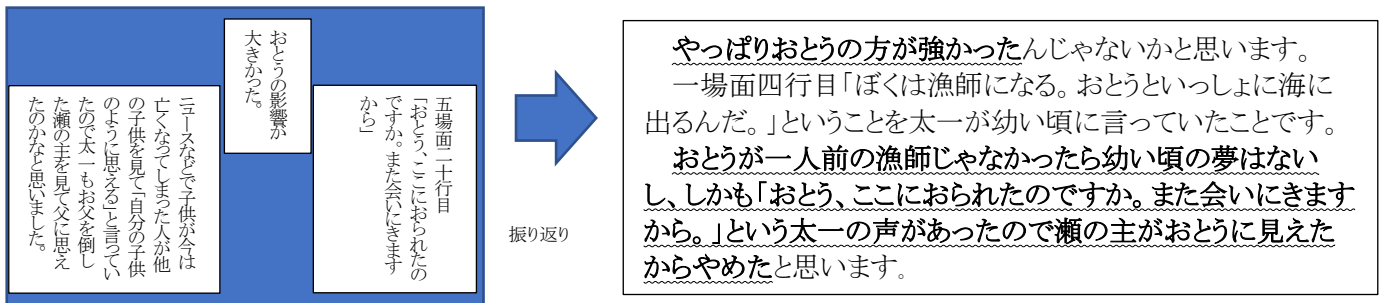 五場面二十行目
「おとう、ここにおられたの
ですか。また会いにきます
から」
おとうの影響が
大きかった。
ニュースなどで子供が今は
亡くなってしまった人が他
の子供を見て「自分の子供
のように思える」と言ってい
たので太一もお父を倒し
た瀬の主を見て父に思え
たのかなと思いました。
振り返り
やっぱりおとうの方が強かったんじゃないかと思います。
一場面四行目「ぼくは漁師になる。おとうといっしょに海に
出るんだ。」ということを太一が幼い頃に言っていたことです。
おとうが一人前の漁師じゃなかったら幼い頃の夢はない
し、しかも「おとう、ここにおられたのですか。また会いにきます
から。」という太一の声があったので瀬の主がおとうに見えた
からやめたと思います。